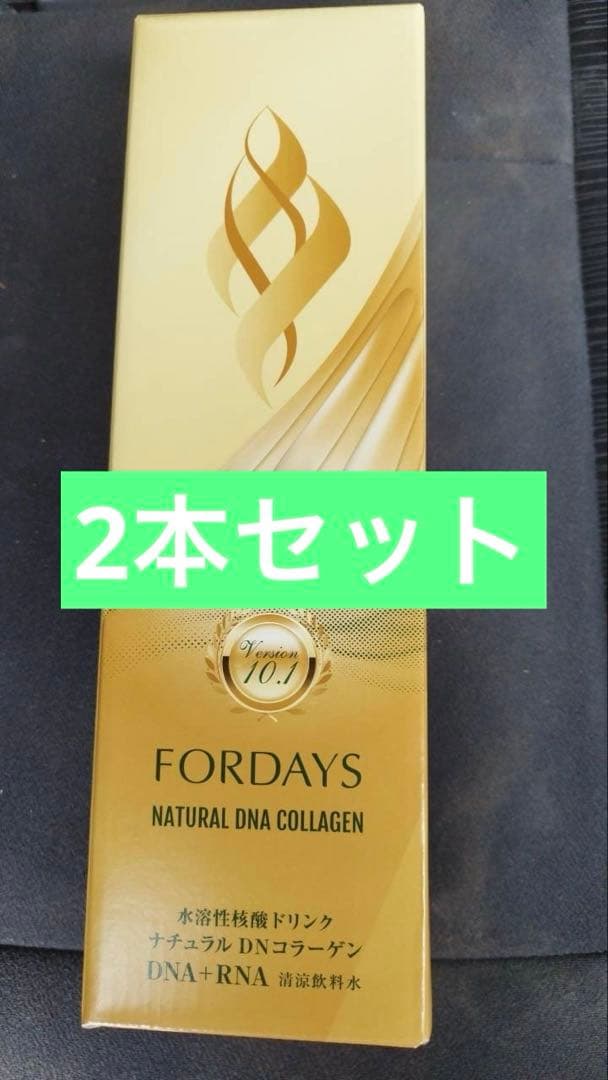 2本セット
Version
10.1
FORDAYS
NATURAL DNA COLLAGEN
水溶性核酸ドリンク
ナチュラル DNコラーゲン
DNA+RNA 清涼飲料水